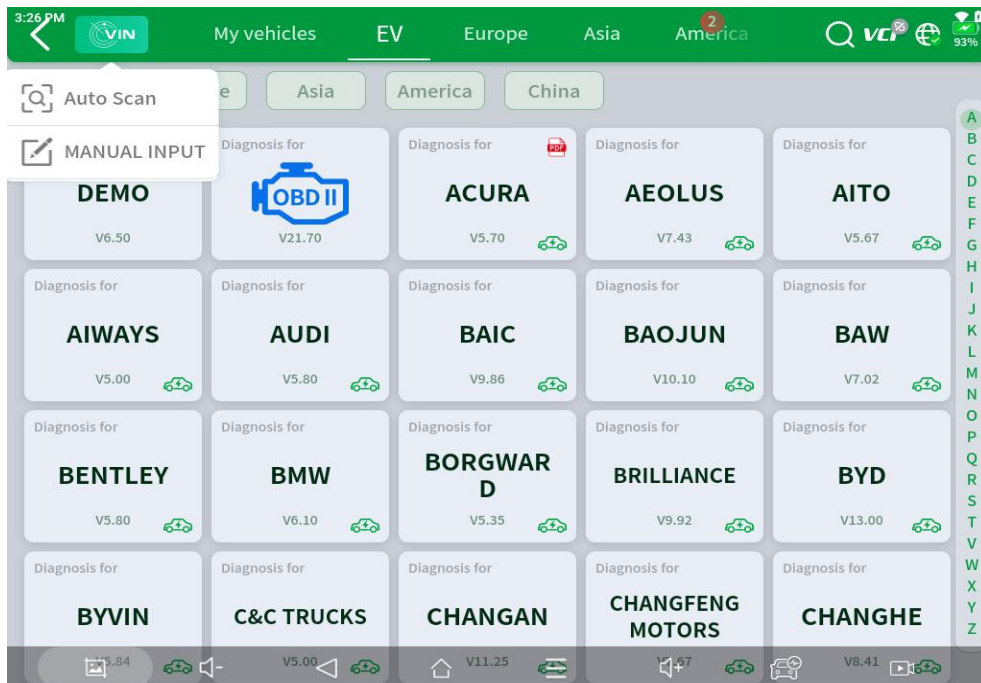 3:26 PM
VIN
My vehicles
EV
Europe
Asia
America
2
VCI
93%
Auto Scan
MANUAL INPUT
e
Asia
America
China
DEMO
V6.50
Diagnosis for
OBD II
V21.70
Diagnosis for
PDF
ACURA
V5.70
Diagnosis for
AEOLUS
V7.43
Diagnosis for
AITO
V5.67
Diagnosis for
AIWAYS
V5.00
Diagnosis for
AUDI
V5.80
Diagnosis for
BAIC
V9.86
Diagnosis for
BAOJUN
V10.10
Diagnosis for
BAW
V7.02
Diagnosis for
BENTLEY
V5.80
Diagnosis for
BMW
V6.10
Diagnosis for
BORGWAR
D
V5.35
Diagnosis for
BRILLIANCE
V9.92
Diagnosis for
BYD
V13.00
Diagnosis for
BYVIN
5.84
Diagnosis for
C&C TRUCKS
V5.00
Diagnosis for
CHANGAN
V11.25
Diagnosis for
CHANGFENG
MOTORS
Diagnosis for
CHANGHE
V8.41
A
B
C
D
E
F
G
H
I
J
K
L
M
N
O
P
Q
R
S
T
V
W
X
Y
Z